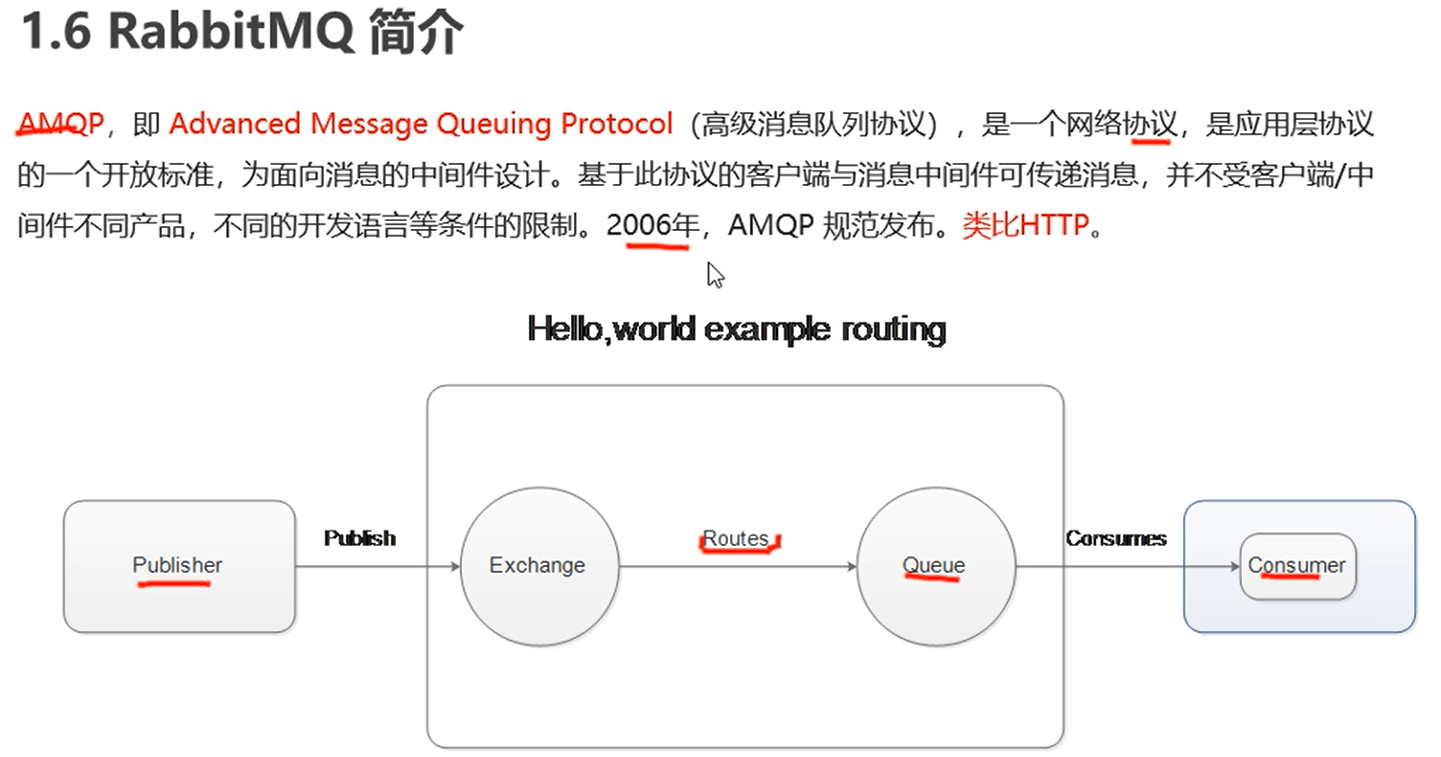 1.6 RabbitMQ 简介
AMQP，即 Advanced Message Queuing Protocol（高级消息队列协议），是一个网络协议，是应用层协议
的一个开放标准，为面向消息的中间件设计。基于此协议的客户端与消息中间件可传递消息，并不受客户端/中
间件不同产品，不同的开发语言等条件的限制。2006年，AMQP 规范发布。类比HTTP。
Hello,world example routing
Publisher
Publish
Exchange
Routes
Queue
Consumes
Consumer